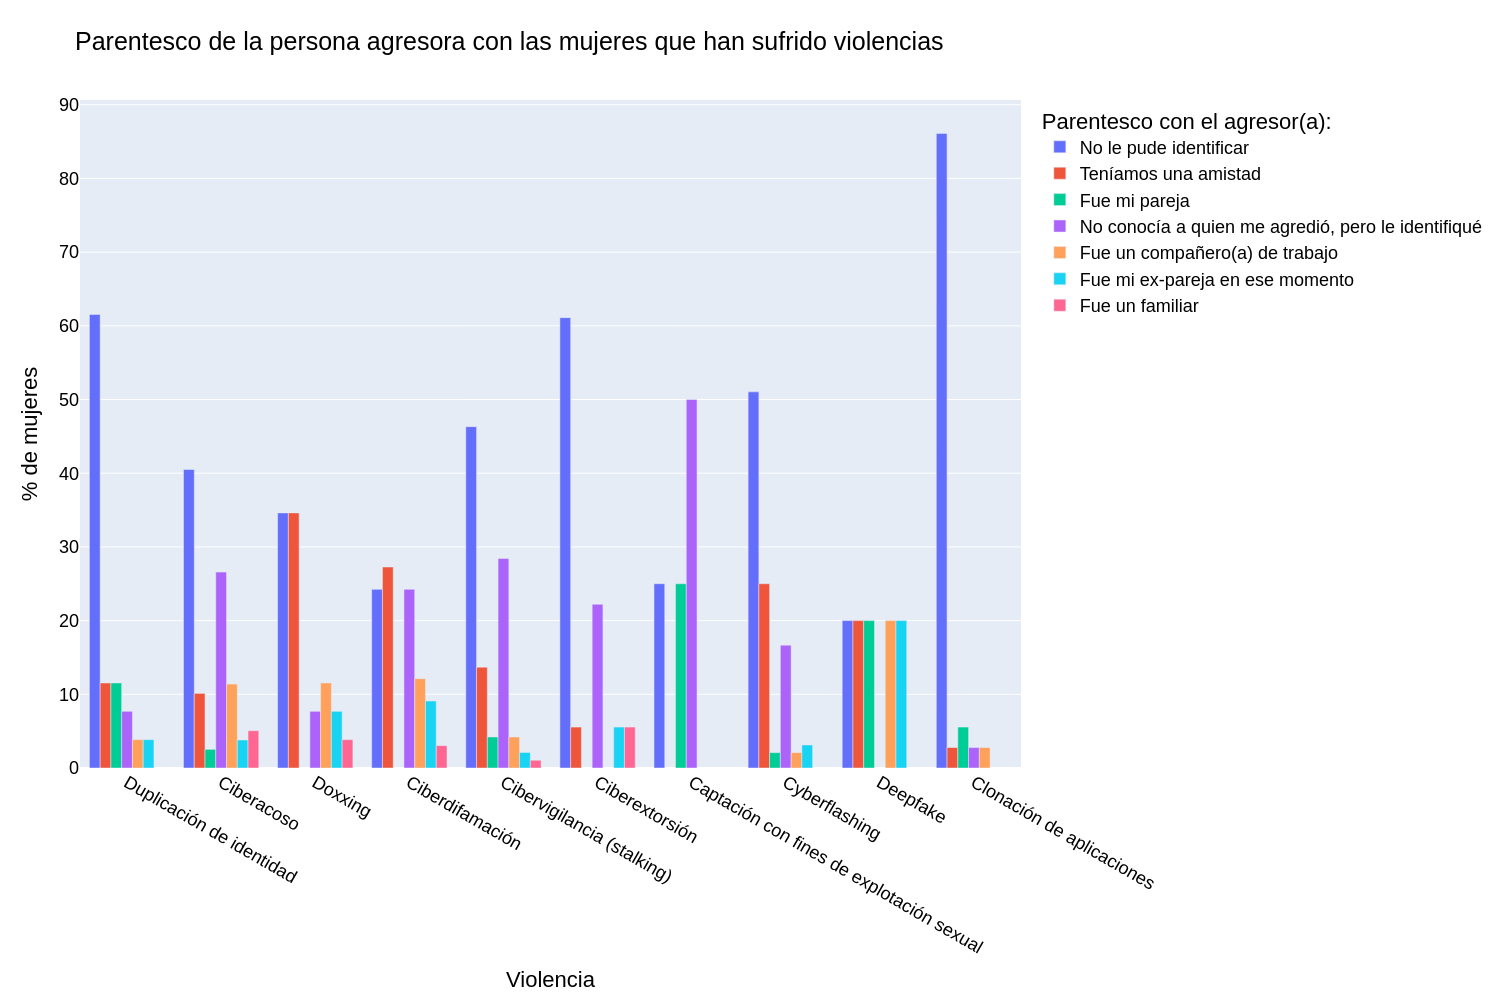 Parentesco de la persona agresora con las mujeres que han sufrido violencias
Parentesco con el agresor(a):
No le pude identificar
Teníamos una amistad
Fue mi pareja
No conocía a quien me agredió, pero le identifiqué
Fue un compañero(a) de trabajo
Fue mi ex-pareja en ese momento
Fue un familiar
% de mujeres
90
80
70
60
50
40
30
20
10
0
Duplicación de identidad
Ciberacoso
Doxxing
Ciberdifamación
Cibervigilancia (stalking)
Ciberextorsión
Captación con fines de explotación sexual
Cyberflashing
Deepfake
Clonación de aplicaciones
Violencia